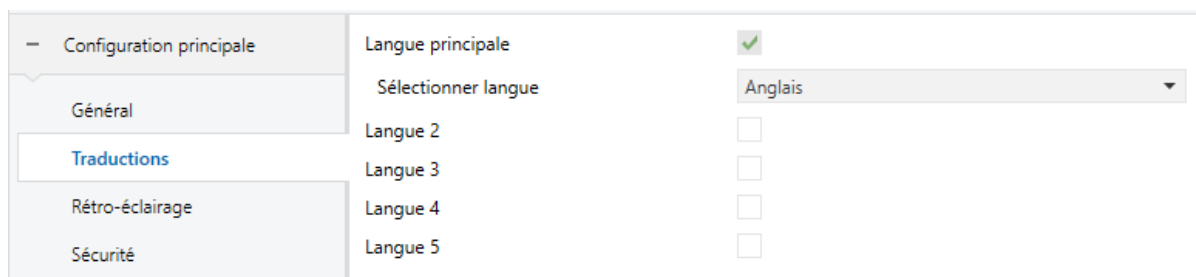 Configuration principale
Général
Traductions
Rétro-éclairage
Sécurité
Langue principale
Sélectionner langue Anglais
Langue 2
Langue 3
Langue 4
Langue 5